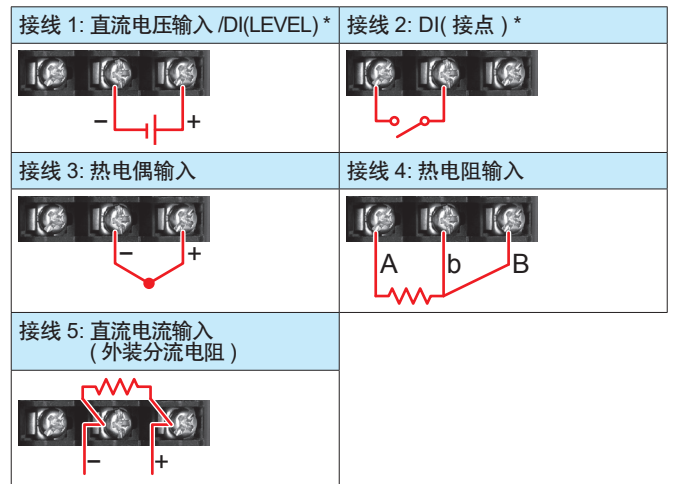 接线 1: 直流电压输入 /DI(LEVEL) *
接线 2: DI( 接点 ) *
− +
接线 3: 热电偶输入
接线 4: 热电阻输入
− +
A b B
接线 5: 直流电流输入
( 外装分流电阻 )
− +